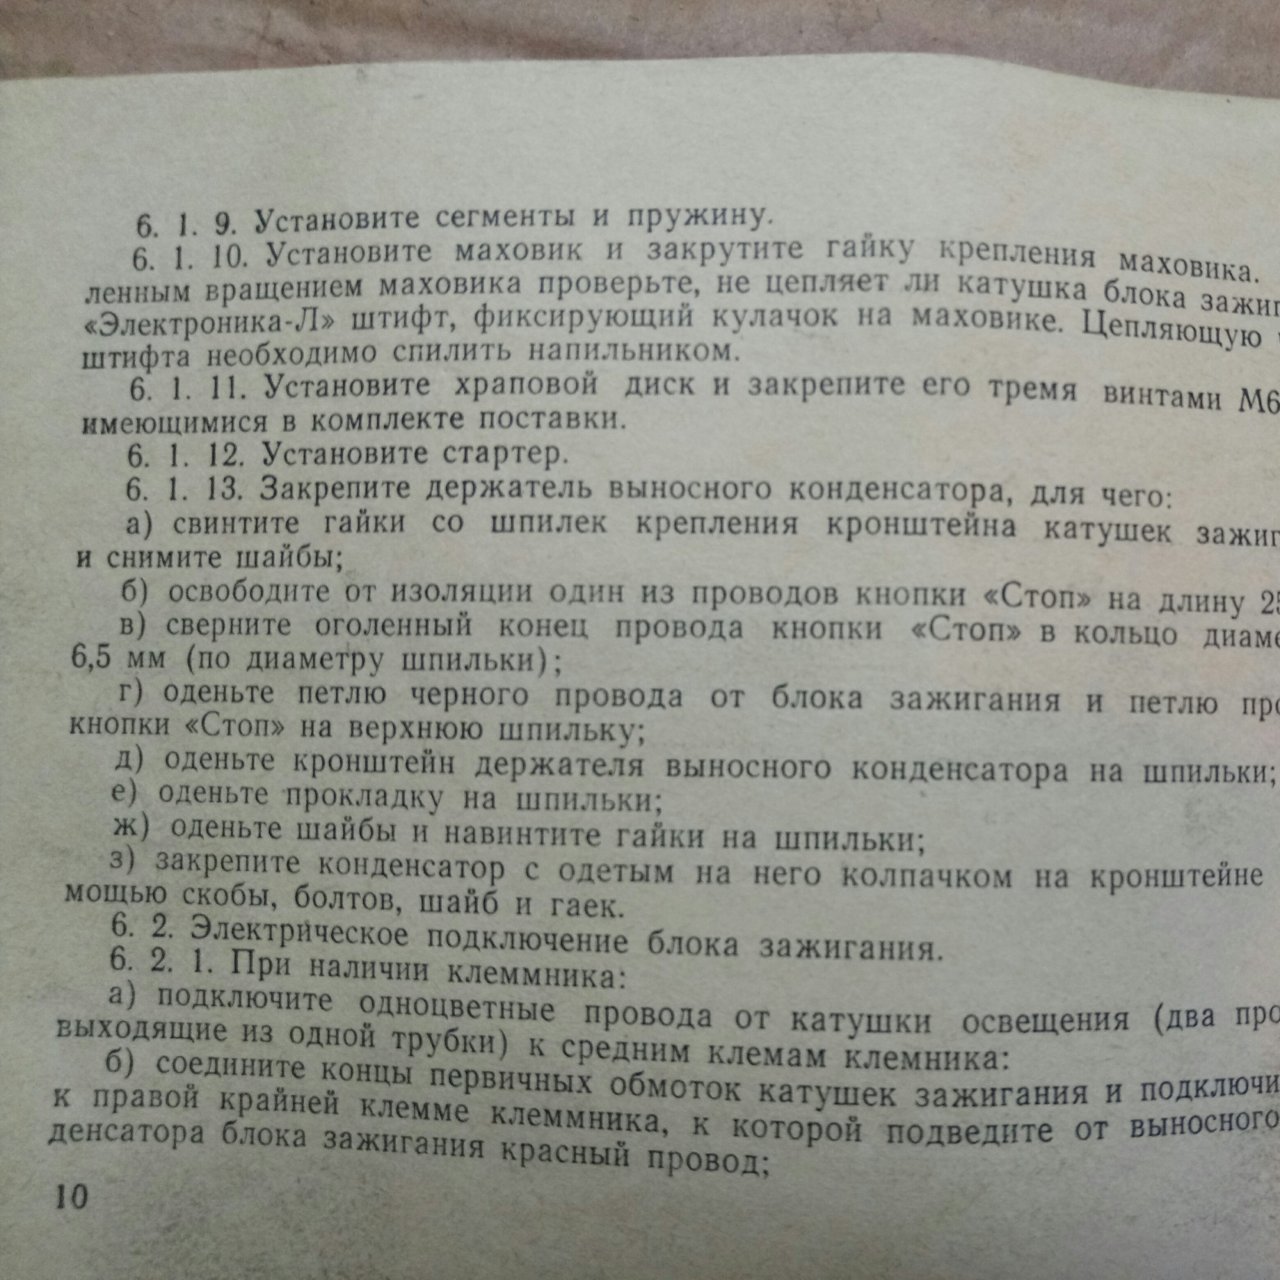 6. 1. 9. Установите сегменты и пружину.
6. 1. 10. Установите маховик и закрутите гайку крепления маховика.
ленным вращением маховика проверьте, не цепляет ли катушка блока зажиг
«Электроника-Л» штифт, фиксирующий кулачок на маховике. Цепляющую
штифта необходимо спилить напильником.
6. 1. 11. Установите храповой диск и закрепите его тремя винтами М6
имеющимися в комплекте поставки.
6. 1. 12. Установите стартер.
6. 1. 13. Закрепите держатель выносного конденсатора, для чего:
а) свинтите гайки со шпилек крепления кронштейна катушек зажиг
и снимите шайбы;
б) освободите от изоляции один из проводов кнопки «Стоп» на длину 25
в) сверните оголенный конец провода кнопки «Стоп» в кольцо диаме
6,5 мм (по диаметру шпильки);
г) оденьте петлю черного провода от блока зажигания и петлю про
кнопки «Стоп» на верхнюю шпильку;
д) оденьте кронштейн держателя выносного конденсатора на шпильки;
е) оденьте прокладку на шпильки;
ж) оденьте шайбы и навинтите гайки на шпильки;
з) закрепите конденсатор с одетым на него колпачком на кронштейне
мощью скобы, болтов, шайб и гаек.
6. 2. Электрическое подключение блока зажигания.
6. 2. 1. При наличии клеммника:
а) подключите одноцветные провода от катушки освещения (два про
выходящие из одной трубки) к средним клемам клемника:
б) соедините концы первичных обмоток катушек зажигания и подключи
к правой крайней клемме клеммника, к которой подведите от выносного
денсатора блока зажигания красный провод;
10